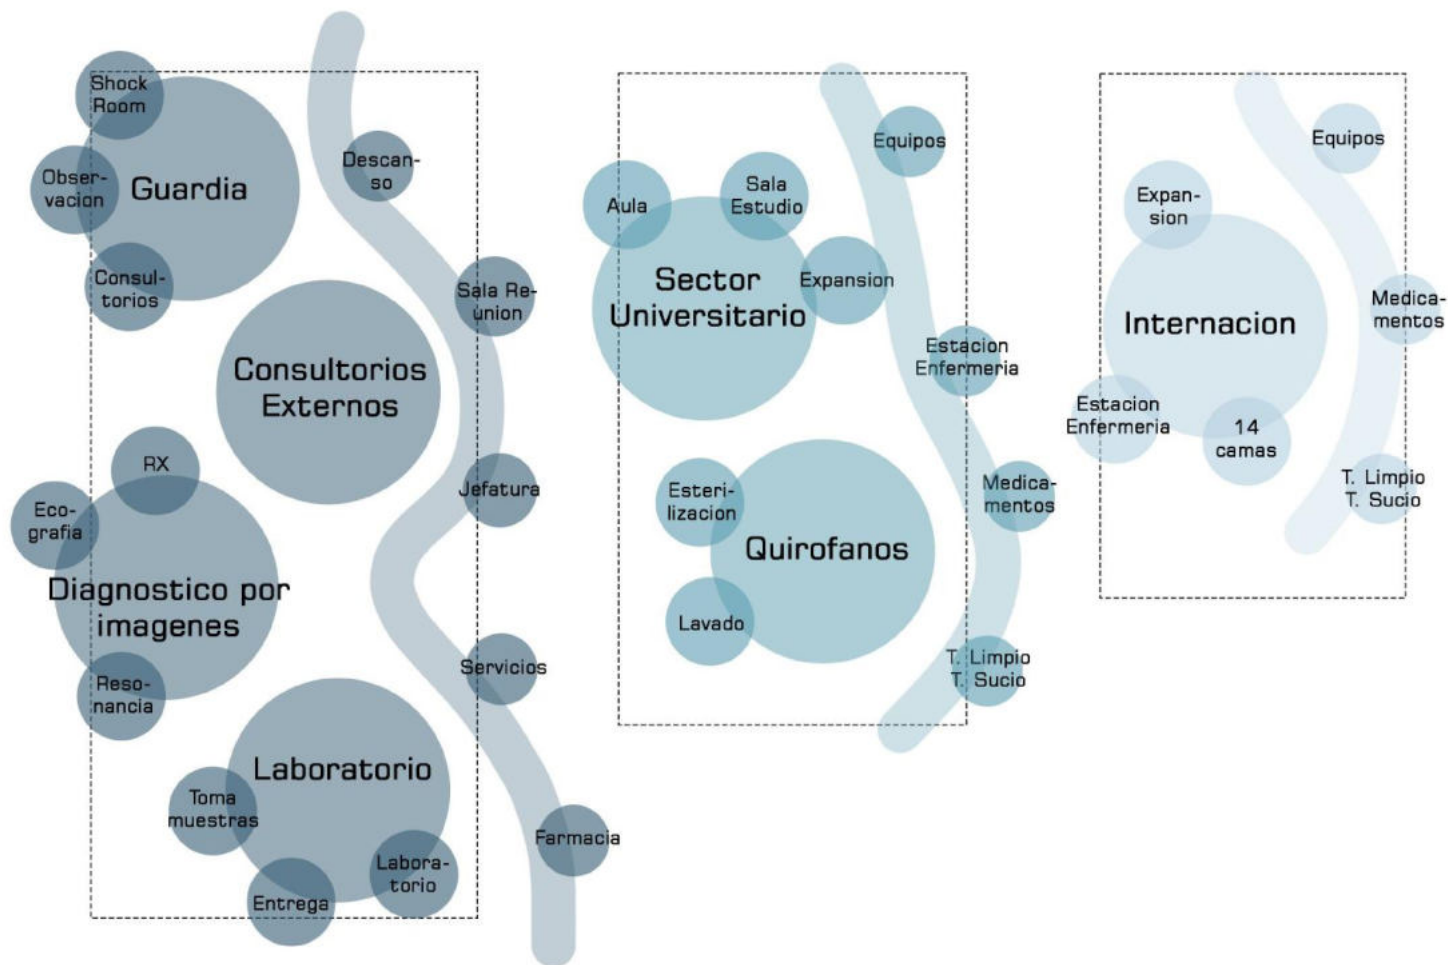 Shock
Room
Obser-
vacion
Guardia
Consul-
torios
Descan-
so
Sala Re-
union
Consultorios
Externos
RX
Eco-
grafia
Jefatura
Diagnostico por
imagenes
Reso-
nancia
Servicios
Laboratorio
Toma
muestras
Labora-
torio
Entrega
Farmacia
Equipos
Aula
Sala
Estudio
Sector
Universitario
Expansion
Estacion
Enfermeria
Esteri-
lizacion
Medica-
mentos
Quirofanos
Lavado
T. Limpio
T. Sucio
Equipos
Expan-
sion
Internacion
Medica-
mentos
Estacion
Enfermeria
14
camas
T. Limpio
T. Sucio